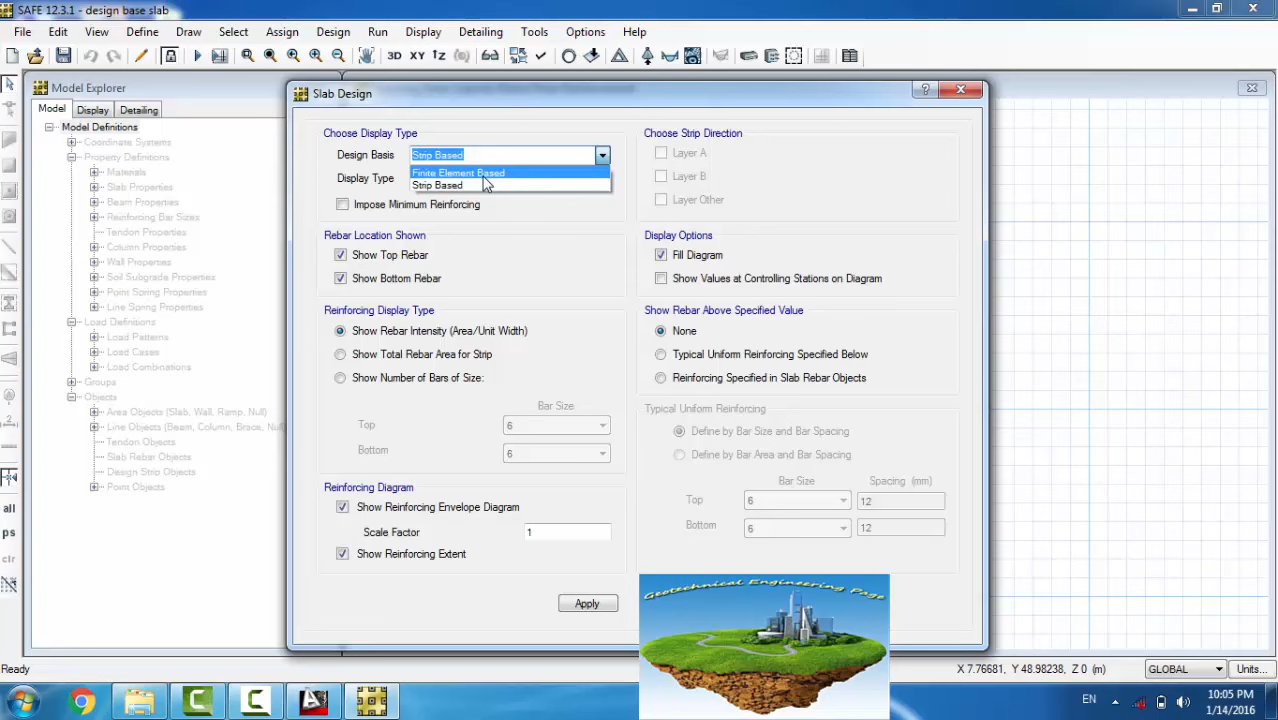 SAFE 12.3.1 - design base slab
File Edit View Define Draw Select Assign Design Run Display Detailing Tools Options Help
3D XY
Model Explorer
Model Display Detailing
Model Definitions
Coordinate Systems
Property Definitions
Materials
Slab Properties
Beam Properties
Reinforcing Bar Sizes
Tendon Properties
Column Properties
Wall Properties
Soil Subgrade Properties
Point Spring Properties
Line Spring Properties
Load Definitions
Load Patterns
Load Cases
Load Combinations
Groups
Objects
Area Objects (Slab, Wall, Ramp, Null)
Line Objects (Beam, Column, Brace, Null)
Tendon Objects
Slab Rebar Objects
Design Strip Objects
Point Objects
all
ps
clr
Slab Design
Choose Display Type
Design Basis Strip Based
Finite Element Based
Strip Based
Display Type
Impose Minimum Reinforcing
Rebar Location Shown
Show Top Rebar
Show Bottom Rebar
Reinforcing Display Type
Show Rebar Intensity (Area/Unit Width)
Show Total Rebar Area for Strip
Show Number of Bars of Size:
Bar Size
Top 6
Bottom 6
Reinforcing Diagram
Show Reinforcing Envelope Diagram
Scale Factor 1
Show Reinforcing Extent
Apply
Choose Strip Direction
Layer A
Layer B
Layer Other
Display Options
Fill Diagram
Show Values at Controlling Stations on Diagram
Show Rebar Above Specified Value
None
Typical Uniform Reinforcing Specified Below
Reinforcing Specified in Slab Rebar Objects
Typical Uniform Reinforcing
Define by Bar Size and Bar Spacing
Define by Bar Area and Bar Spacing
Bar Size Spacing (mm)
Top 6 12
Bottom 6 12
Geotechnical Engineering Page
Ready
X 7.76681, Y 48.98238, Z 0 (m) GLOBAL Units...
EN
10:05 PM
1/14/2016